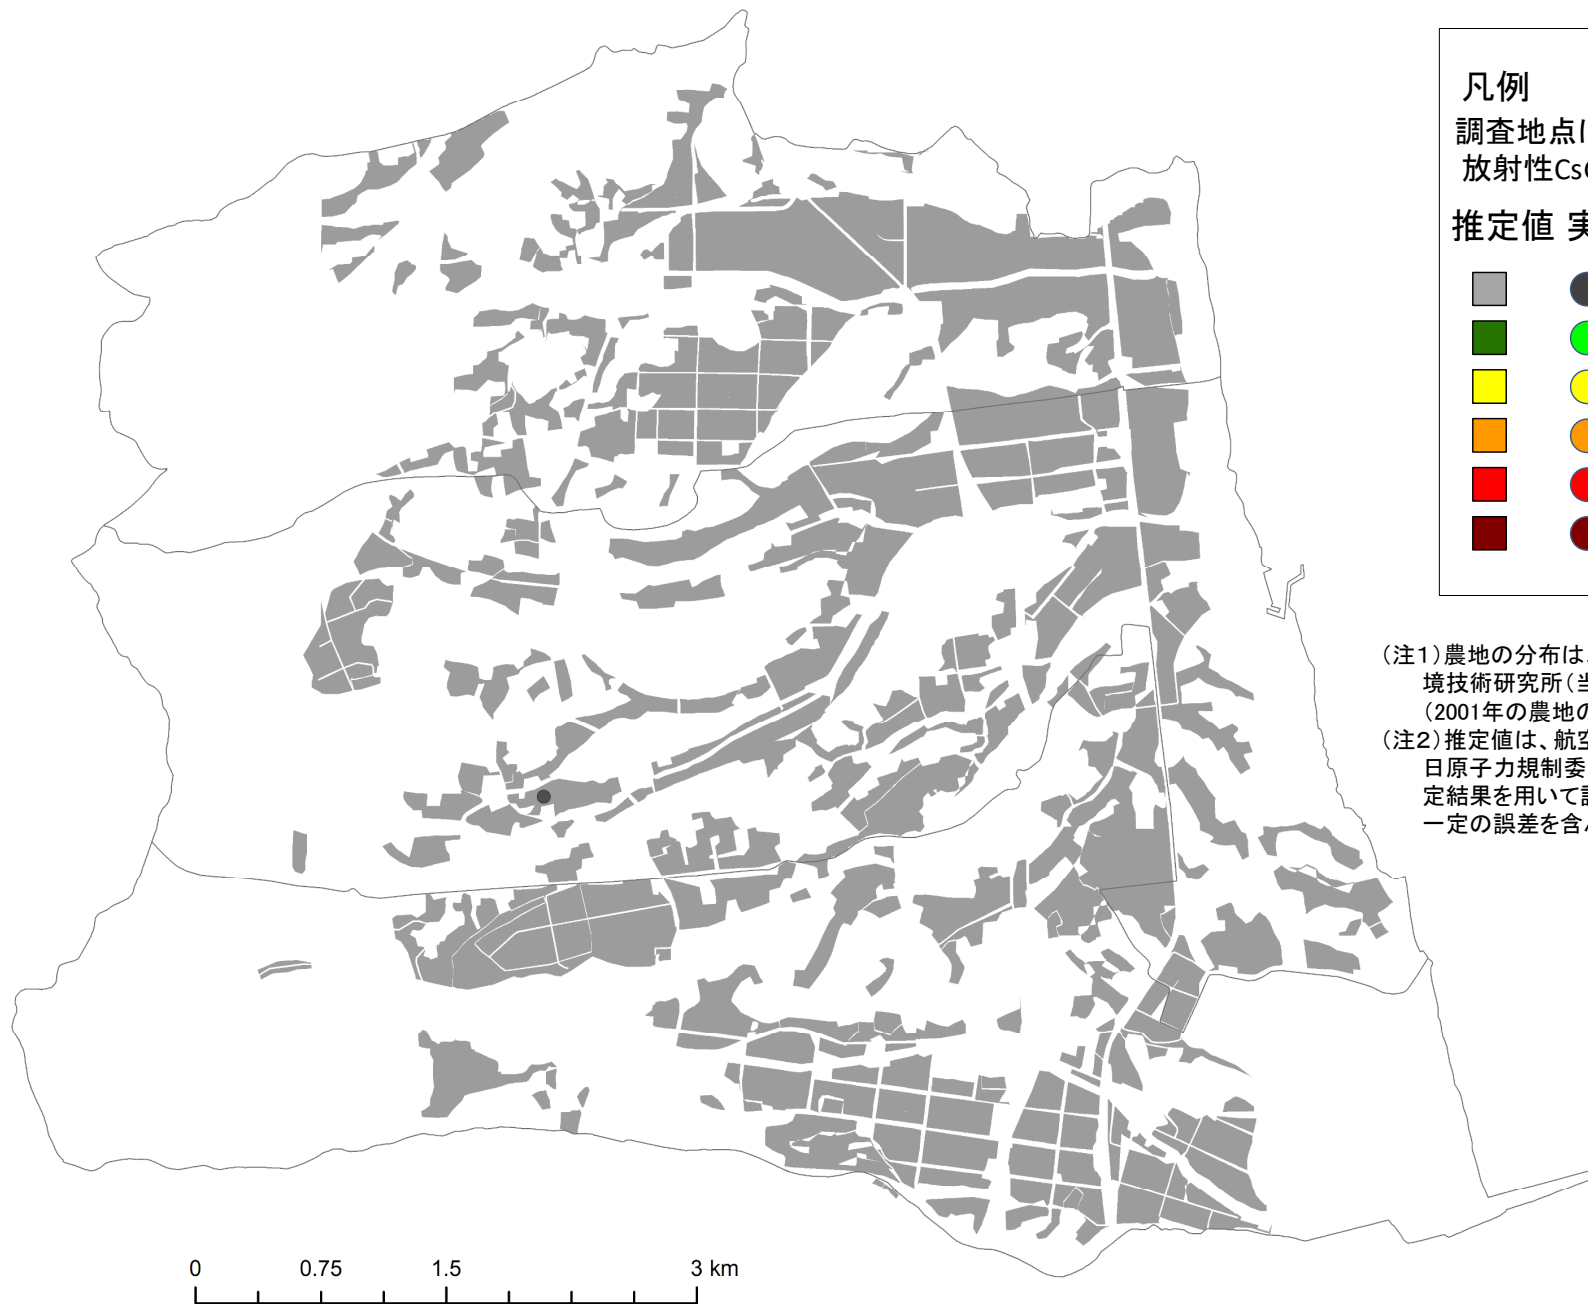 凡例
調査地点に
放射性Cs
推定値 実
(注1)農地の分布は、
境技術研究所(当
(2001年の農地の
(注2)推定値は、航空
日原子力規制委
定結果を用いて
一定の誤差を含
0 0.75 1.5 3 km